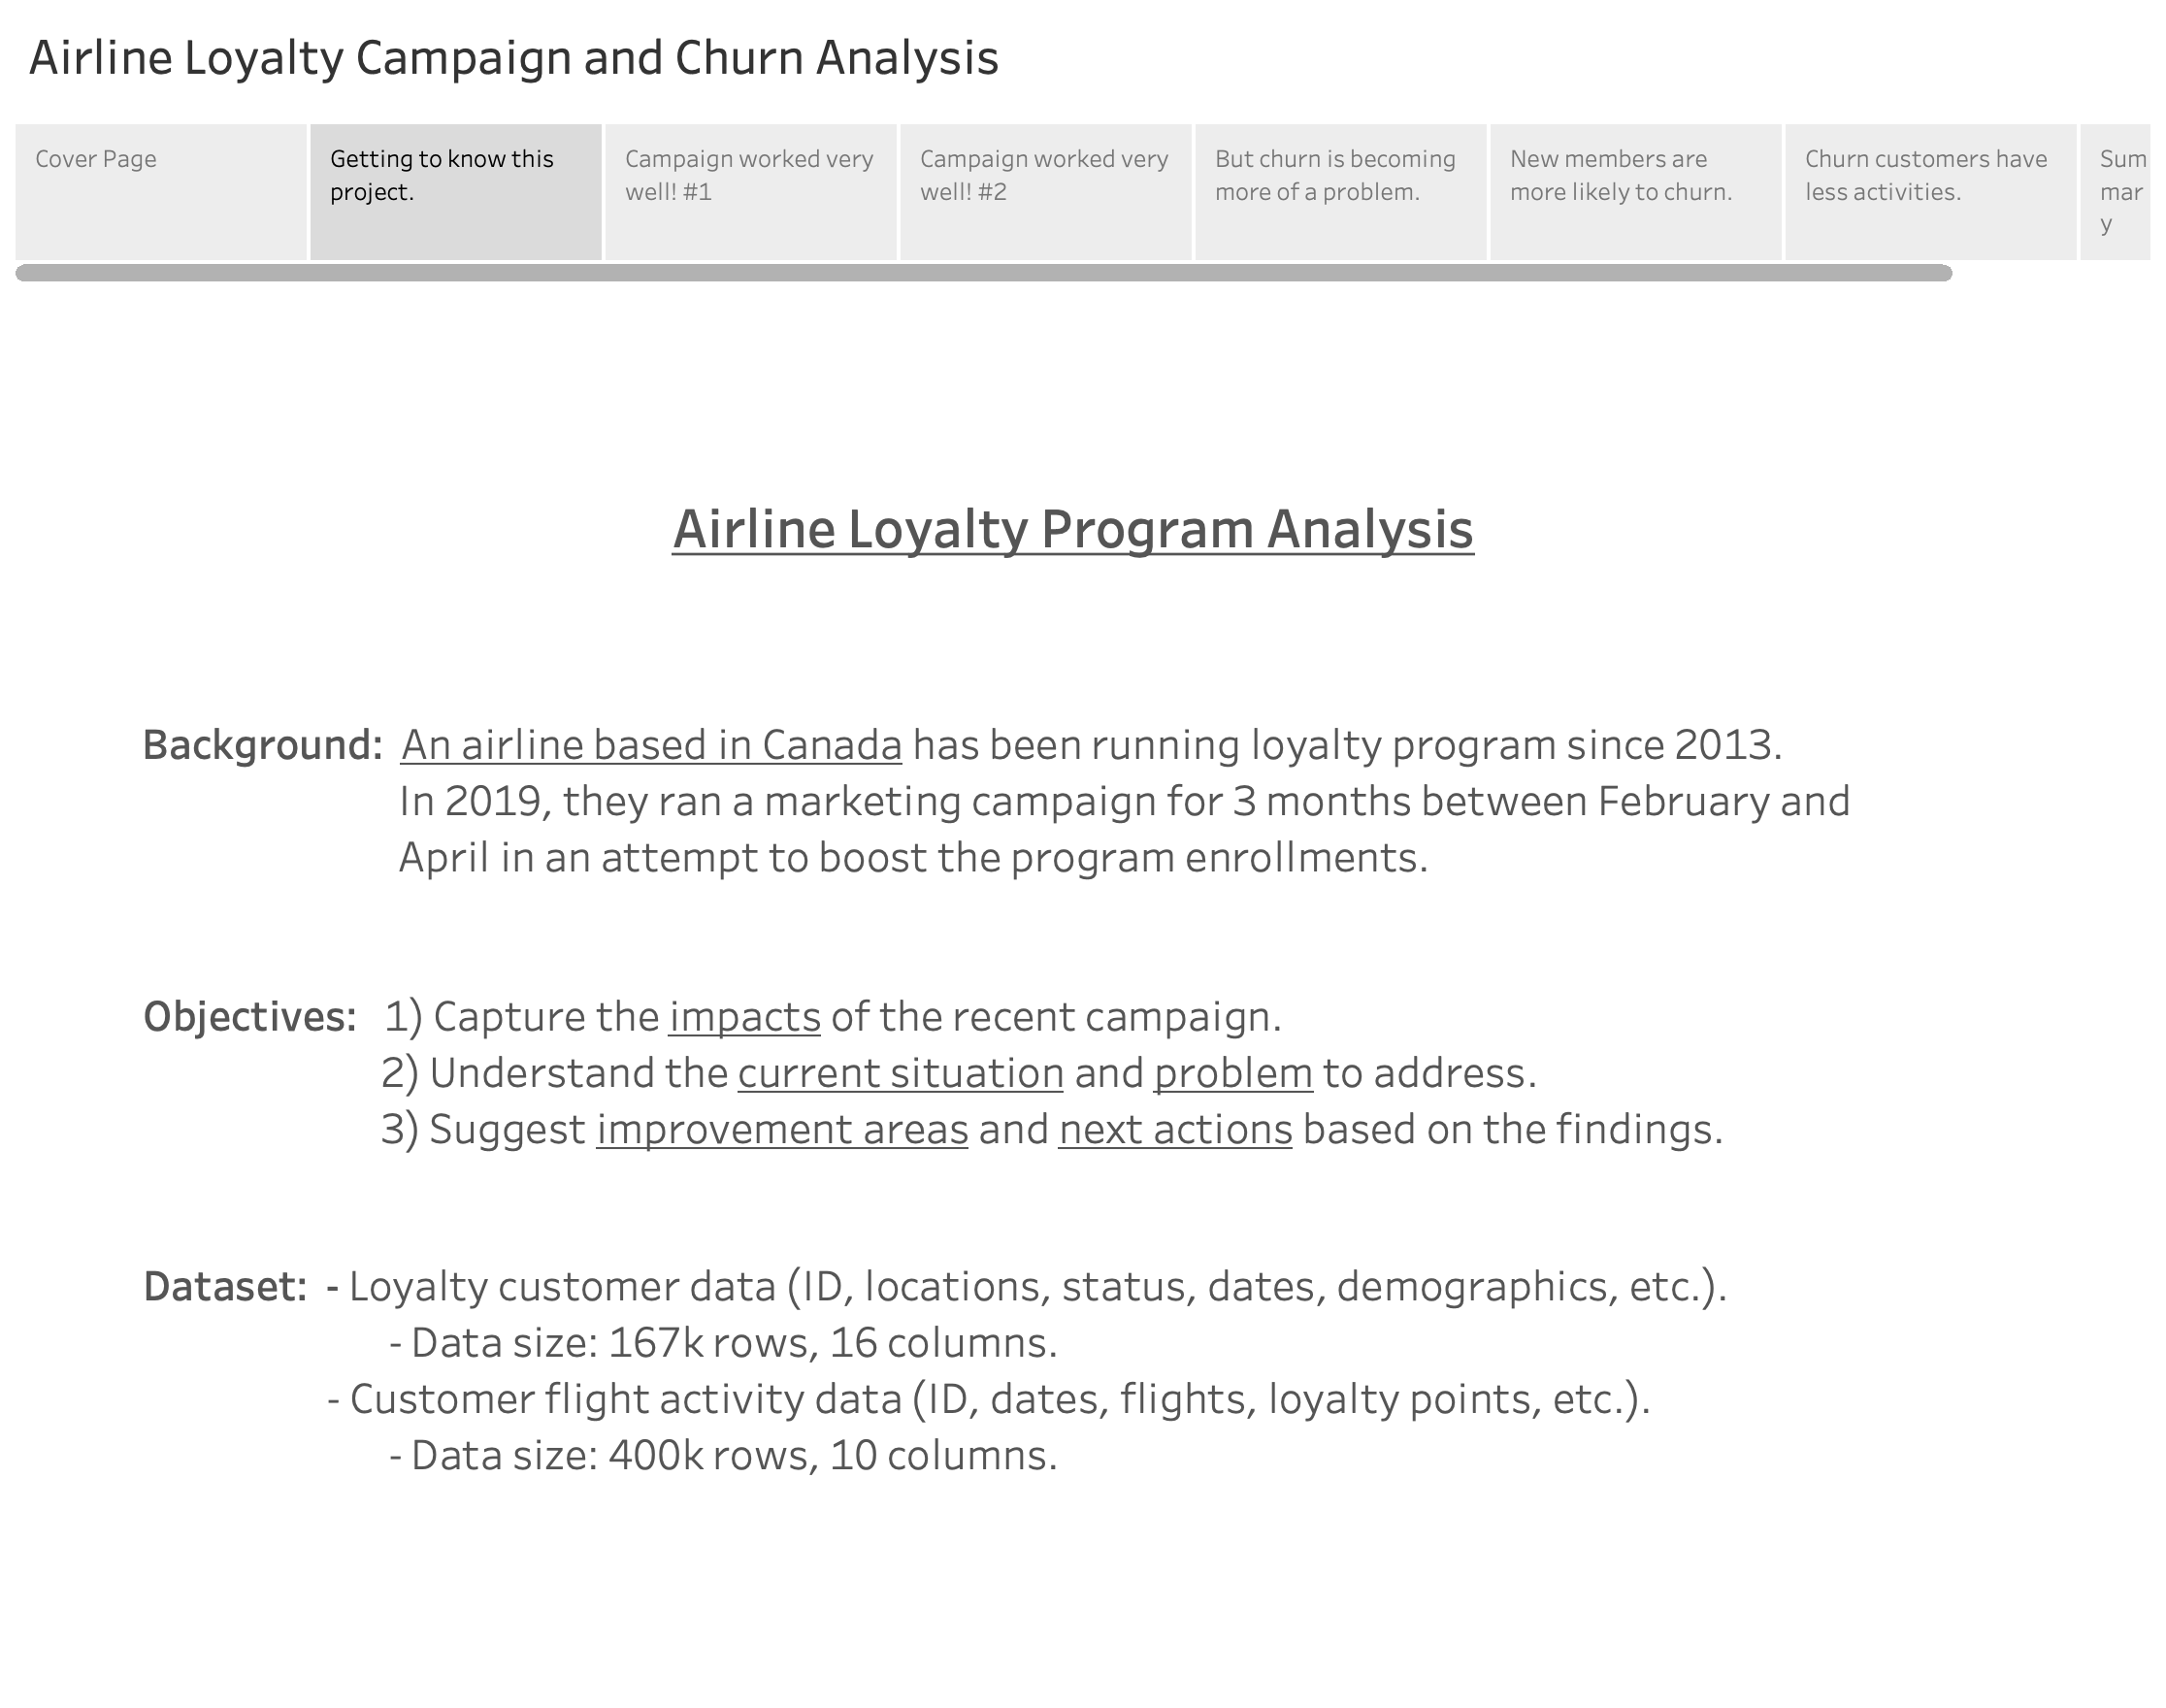 Airline Loyalty Campaign and Churn Analysis
Cover Page
Getting to know this
project.
Campaign worked very
well! #1
Campaign worked very
well! #2
But churn is becoming
more of a problem.
New members are
more likely to churn.
Churn customers have
less activities.
Sum
mar
y
Airline Loyalty Program Analysis
Background: An airline based in Canada has been running loyalty program since 2013.
In 2019, they ran a marketing campaign for 3 months between February and
April in an attempt to boost the program enrollments.
Objectives: 1) Capture the impacts of the recent campaign.
2) Understand the current situation and problem to address.
3) Suggest improvement areas and next actions based on the findings.
Dataset: - Loyalty customer data (ID, locations, status, dates, demographics, etc.).
- Data size: 167k rows, 16 columns.
- Customer flight activity data (ID, dates, flights, loyalty points, etc.).
- Data size: 400k rows, 10 columns.